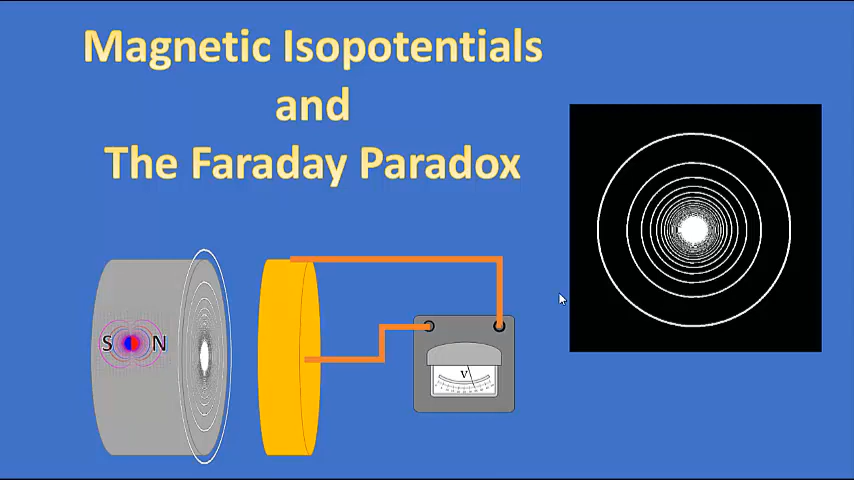 Magnetic Isopotentials
and
The Faraday Paradox
S N
V